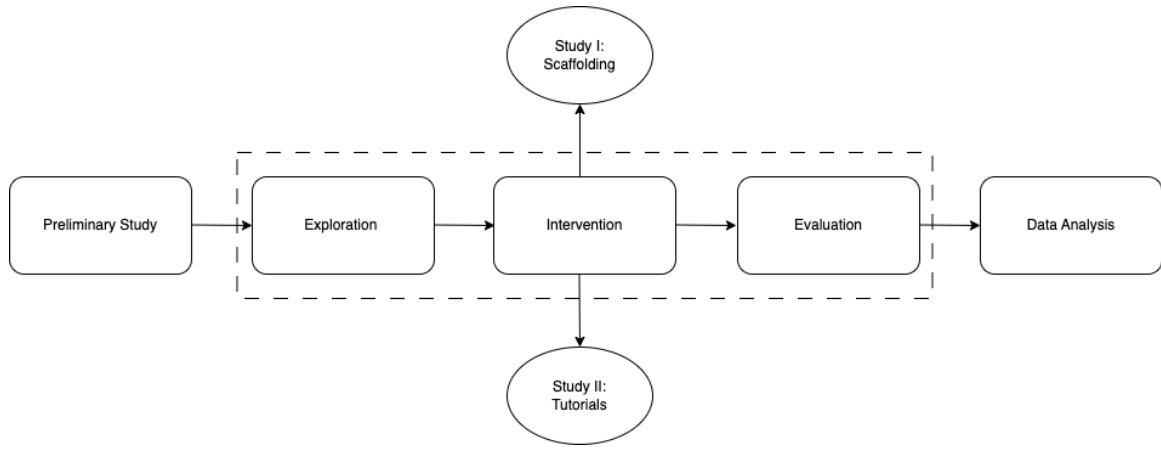 Study I:
Scaffolding
Preliminary Study
Exploration
Intervention
Evaluation
Data Analysis
Study II:
Tutorials